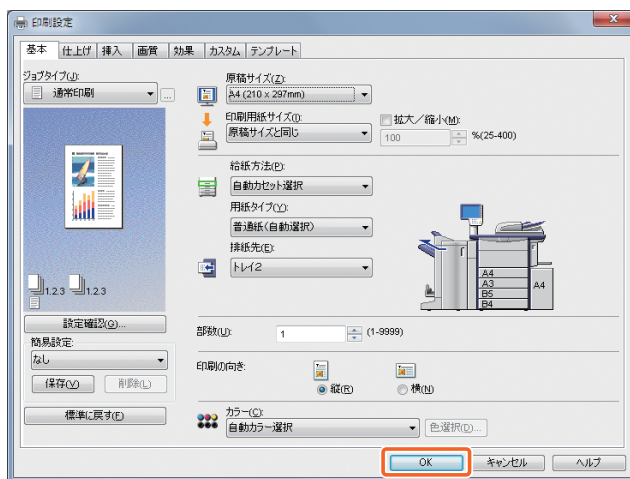 印刷設定
基本 仕上げ 挿入 画質 効果 カスタム テンプレート
ジョブタイプ(J):
通常印刷
...
1.2.3 1.2.3
設定確認(G)...
簡易設定:
なし
保存(V) 削除(L)
標準に戻す(F)
原稿サイズ(Z):
A4 (210 x 297mm)
印刷用紙サイズ(I):
原稿サイズと同じ
拡大／縮小(M):
100 %(25-400)
給紙方法(P):
自動カセット選択
用紙タイプ(Y):
普通紙(自動選択)
排紙先(E):
トレイ2
A4
A3
B5
B4
A4
部数(U): 1 (1-9999)
印刷の向き:
縦(R) 横(N)
カラー(C):
自動カラー選択 色選択(D)...
OK キャンセル ヘルプ